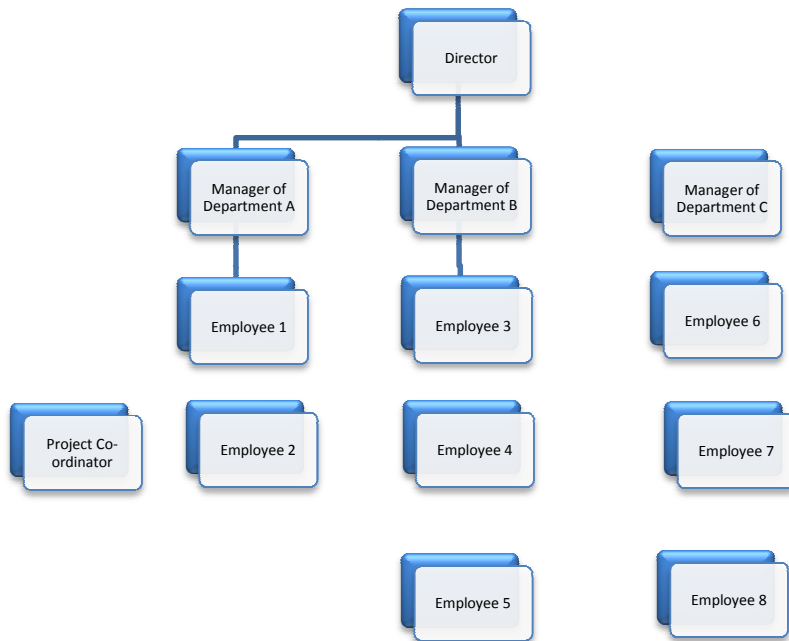 Director
Manager of
Department A
Manager of
Department B
Manager of
Department C
Employee 1
Employee 3
Employee 6
Project Co-
ordinator
Employee 2
Employee 4
Employee 7
Employee 5
Employee 8